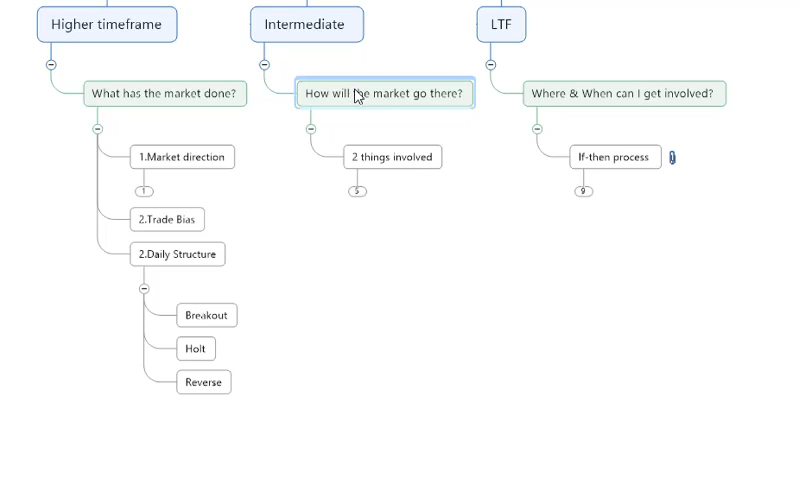 Higher timeframe
Intermediate
LTF
What has the market done?
How will the market go there?
Where & When can I get involved?
1.Market direction
2 things involved
If-then process
1
5
9
2.Trade Bias
2.Daily Structure
Breakout
Holt
Reverse